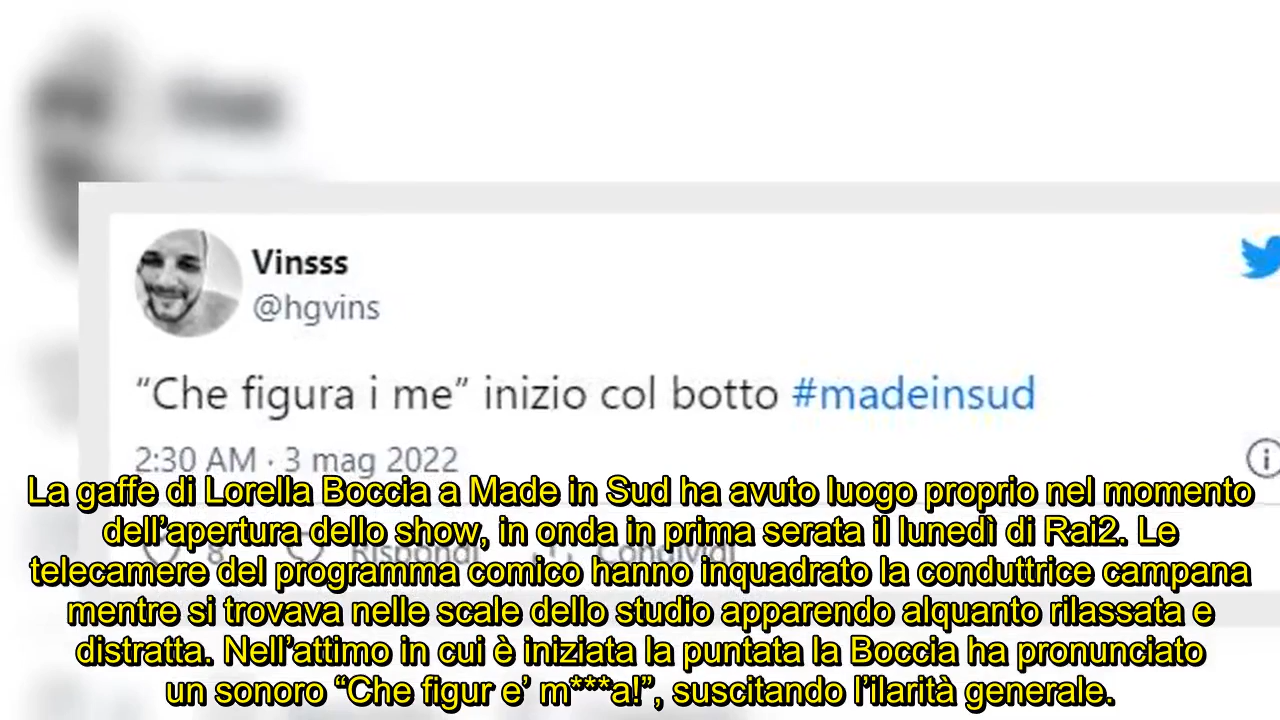 Vinsss
@hgvins
“Che figura i me” inizio col botto #madeinsud
2:30 AM · 3 mag 2022
8 Rispondi Condividi
La gaffe di Lorella Boccia a Made in Sud ha avuto luogo proprio nel momento
dell’apertura dello show, in onda in prima serata il lunedì di Rai2. Le
telecamere del programma comico hanno inquadrato la conduttrice campana
mentre si trovava nelle scale dello studio apparendo alquanto rilassata e
distratta. Nell’attimo in cui è iniziata la puntata la Boccia ha pronunciato
un sonoro “Che figur e’ m***a!”, suscitando l’ilarità generale.